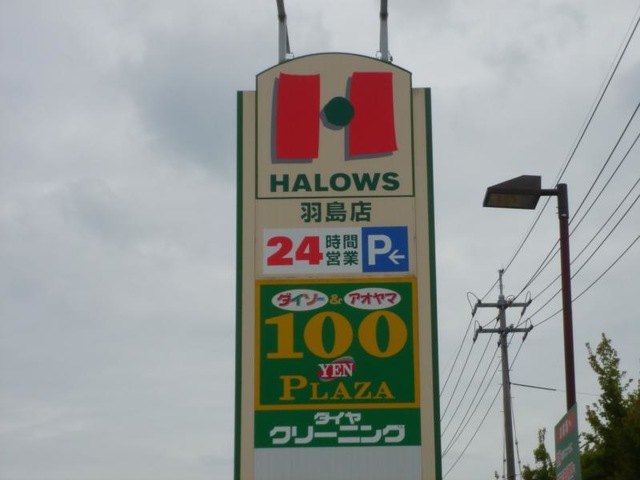 HALOWS
羽島店
24時間営業 P←
ダイソー & アオヤマ
100
YEN
PLAZA
ダイヤ
クリーニング